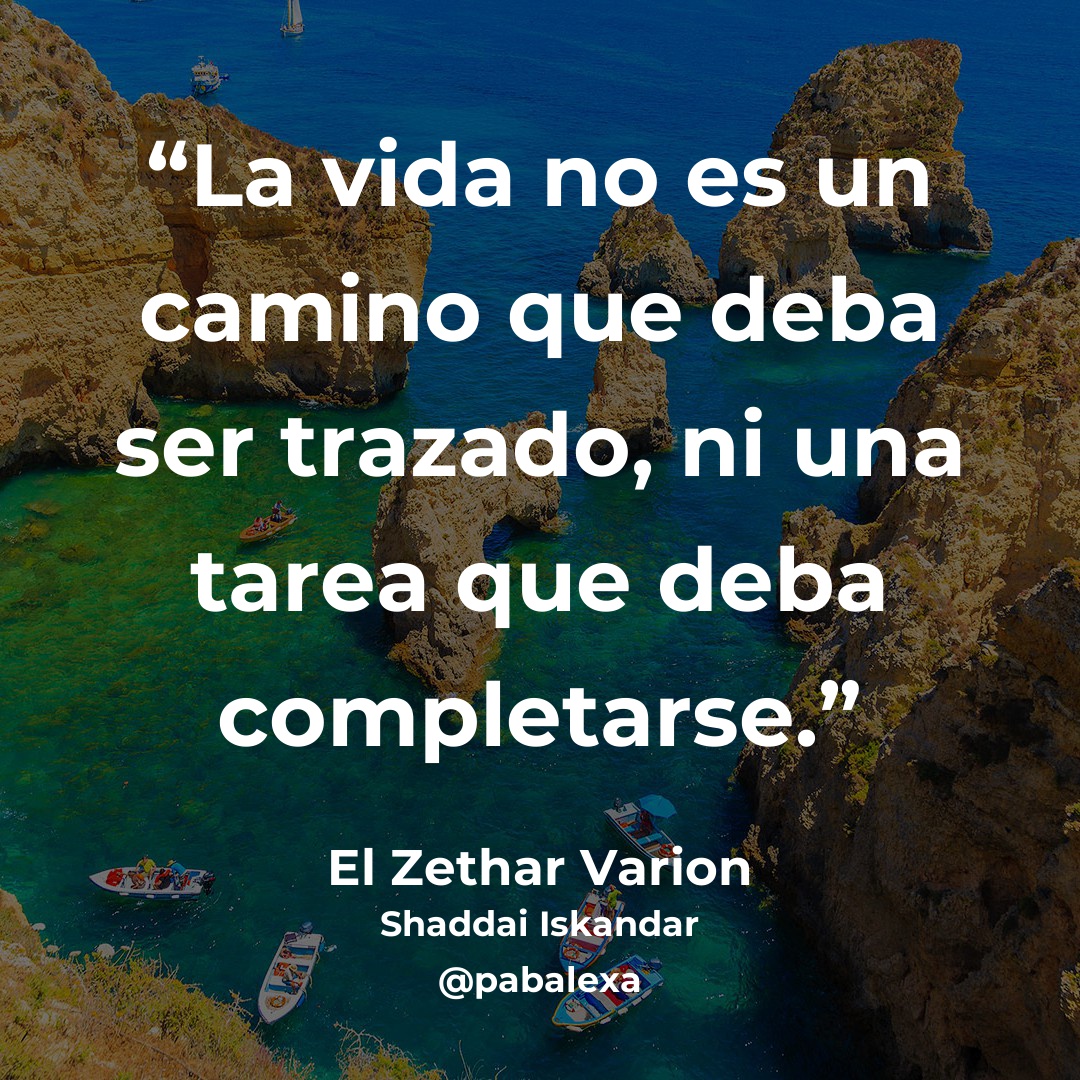 “La vida no es un
camino que deba
ser trazado, ni una
tarea que deba
completarse.”
El Zethar Varion
Shaddai Iskandar
@pabalexa